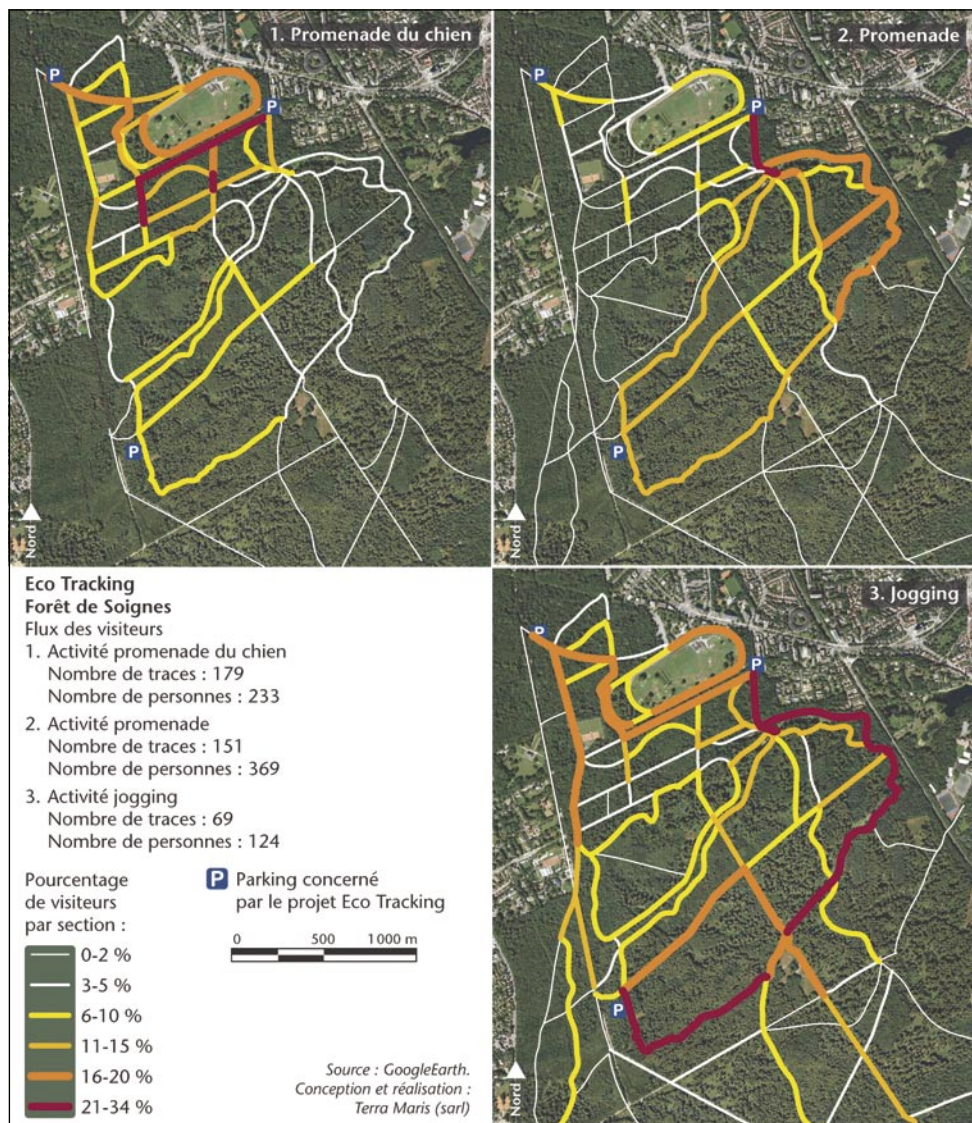 1. Promenade du chien
P
P
P
Nord
2. Promenade
P
P
P
Nord
Eco Tracking
Forêt de Soignes
Flux des visiteurs
1. Activité promenade du chien
Nombre de traces : 179
Nombre de personnes : 233
2. Activité promenade
Nombre de traces : 151
Nombre de personnes : 369
3. Activité jogging
Nombre de traces : 69
Nombre de personnes : 124
Pourcentage
de visiteurs
par section :
0-2 %
3-5 %
6-10 %
11-15 %
16-20 %
21-34 %
P Parking concerné
par le projet Eco Tracking
0 500 1000 m
Source : GoogleEarth.
Conception et réalisation :
Terra Maris (sarl)
3. Jogging
P
P
P
Nord